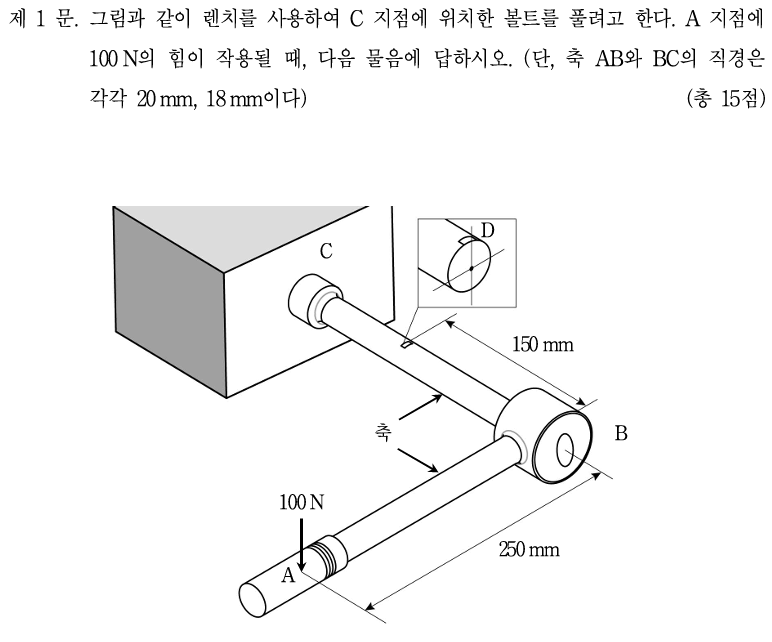 제 1 문. 그림과 같이 렌치를 사용하여 C 지점에 위치한 볼트를 풀려고 한다. A 지점에
100 N의 힘이 작용될 때, 다음 물음에 답하시오. (단, 축 AB와 BC의 직경은
각각 20 mm, 18 mm이다) (총 15점)
D
C
150 mm
축
B
100 N
250 mm
A